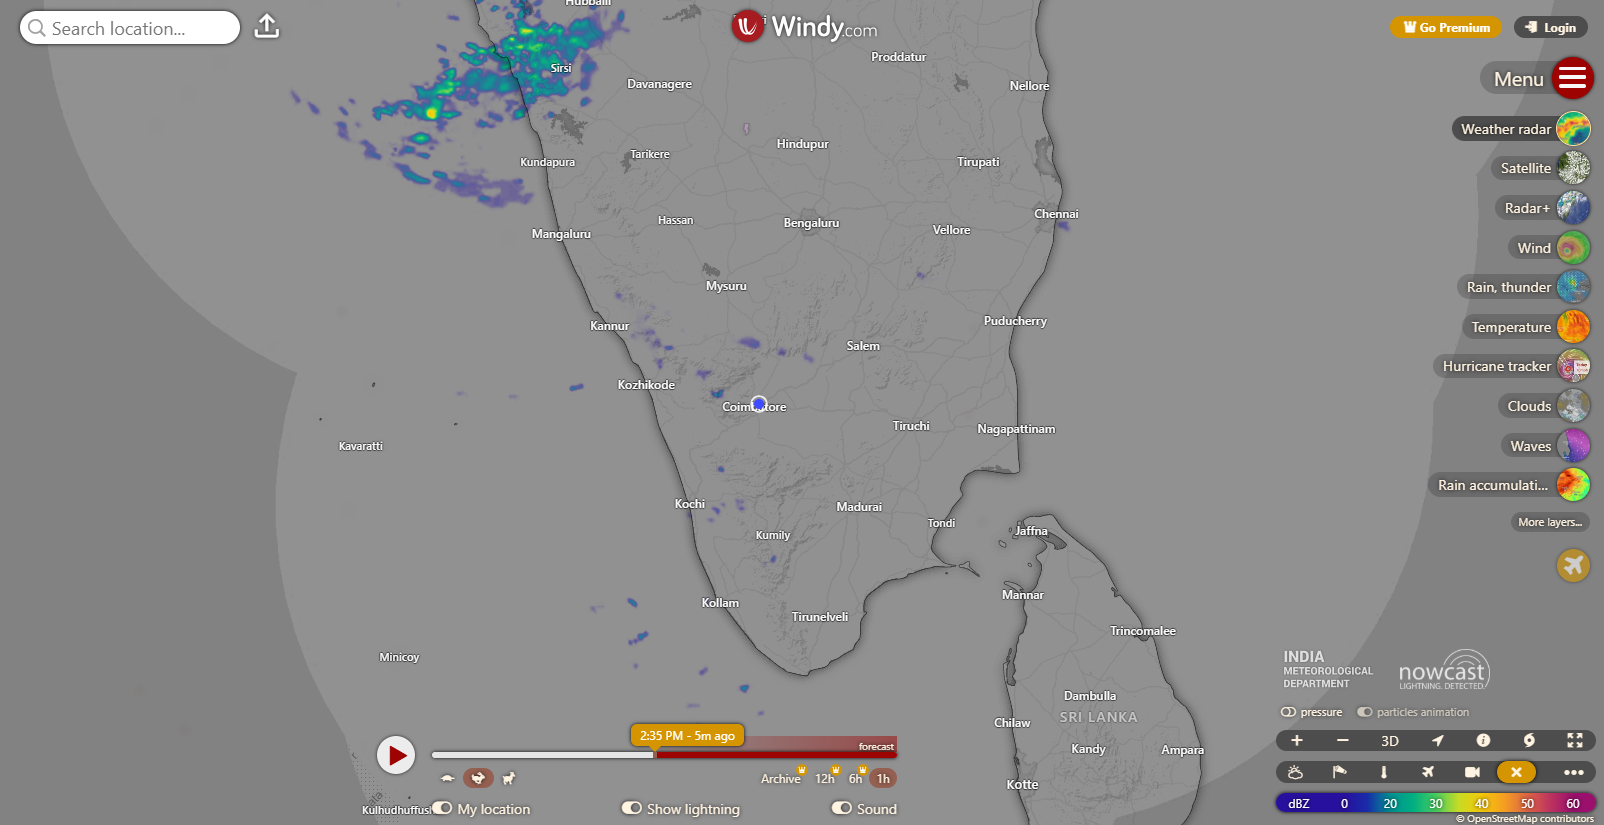 Hubballi
Search location...
Windy.com
Go Premium
Login
Proddatur
Sirsi
Davanagere
Nellore
Menu
Weather radar
Hindupur
Tarikere
Kundapura
Tirupati
Satellite
Radar+
Hassan
Bengaluru
Chennai
Mangaluru
Vellore
Wind
Mysuru
Rain, thunder
Kannur
Puducherry
Temperature
Salem
Hurricane tracker
Kozhikode
Coimbatore
Clouds
Tiruchi
Nagapattinam
Kavaratti
Waves
Rain accumulati...
Kochi
Madurai
Tondi
More layers...
Kumily
Jaffna
Mannar
Kollam
Tirunelveli
Trincomalee
Minicoy
INDIA
METEOROLOGICAL
DEPARTMENT
nowcast
LIGHTNING. DETECTED.
Dambulla
pressure
particles animation
Chilaw
SRI LANKA
2:35 PM - 5m ago
forecast
3D
Kandy
Ampara
Archive
12h
6h
1h
Kotte
Kulhudhuffusi
My location
Show lightning
Sound
dBZ 0 20 30 40 50 60
© OpenStreetMap contributors